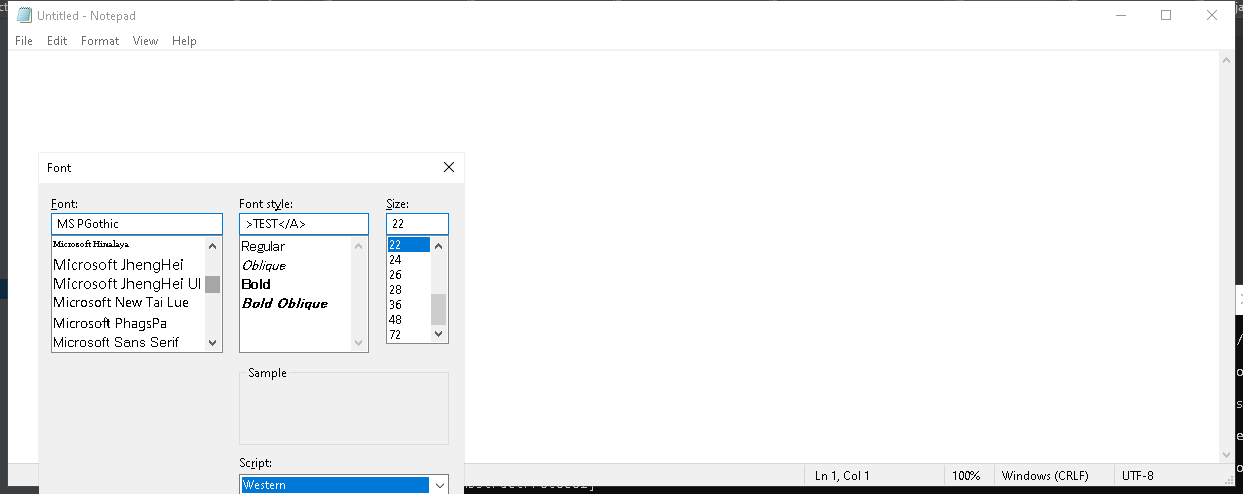 Untitled - Notepad
File Edit Format View Help
Font
Font: Font style: Size:
MS PGothic >TEST</A> 22
Microsoft Himalaya
Microsoft JhengHei
Microsoft JhengHei UI
Microsoft New Tai Lue
Microsoft PhagsPa
Microsoft Sans Serif
Regular
Oblique
Bold
Bold Oblique
22
24
26
28
36
48
72
Sample
Script:
Western
Ln 1, Col 1 100% Windows (CRLF) UTF-8